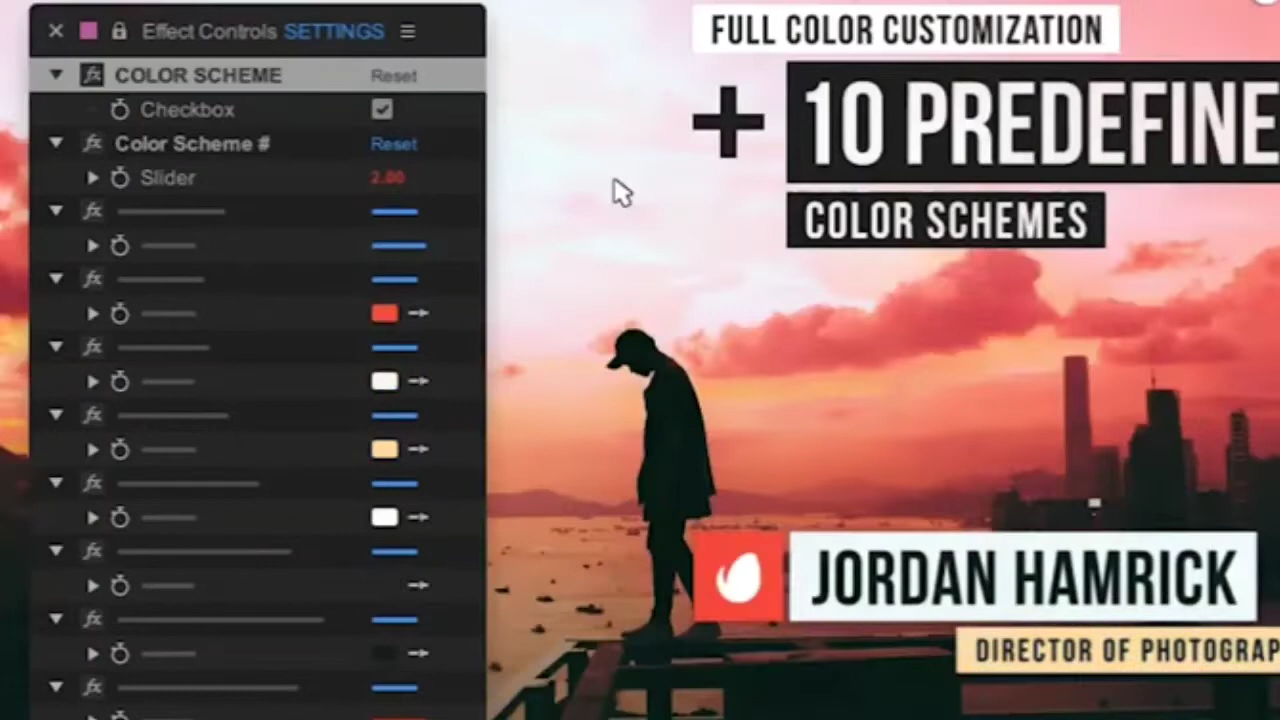 Effect Controls SETTINGS
COLOR SCHEME Reset
Checkbox
Color Scheme # Reset
Slider 2.00
FULL COLOR CUSTOMIZATION
+ 10 PREDEFINE
COLOR SCHEMES
JORDAN HAMRICK
DIRECTOR OF PHOTOGRAP